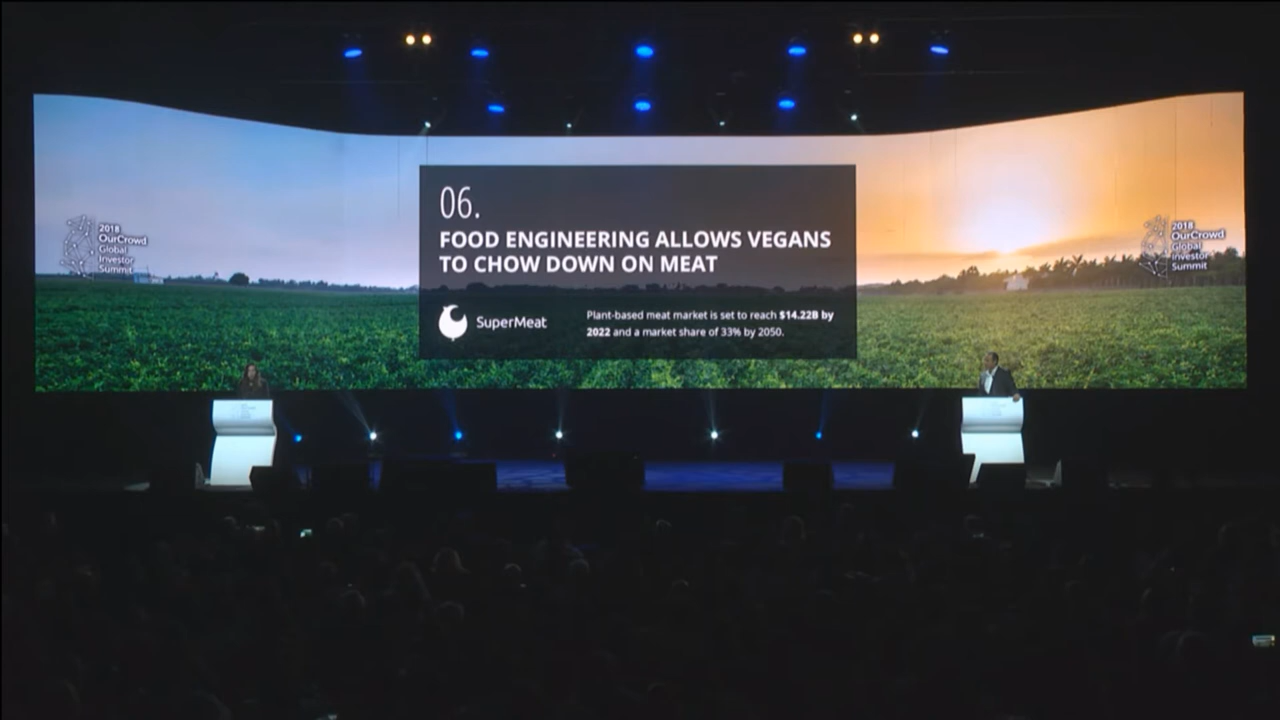 06.
FOOD ENGINEERING ALLOWS VEGANS
TO CHOW DOWN ON MEAT
SuperMeat
Plant-based meat market is set to reach $14.22B by
2022 and a market share of 33% by 2050.
2018
OurCrowd
Global
Investor
Summit
2018
OurCrowd
Global
Investor
Summit